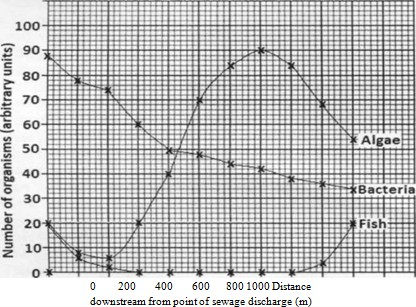 Number of organisms (arbitrary units)
100
90
80
70
60
50
40
30
20
10
0
Algae
Bacteria
Fish
0 200 400 600 800 1000 Distance
downstream from point of sewage discharge (m)